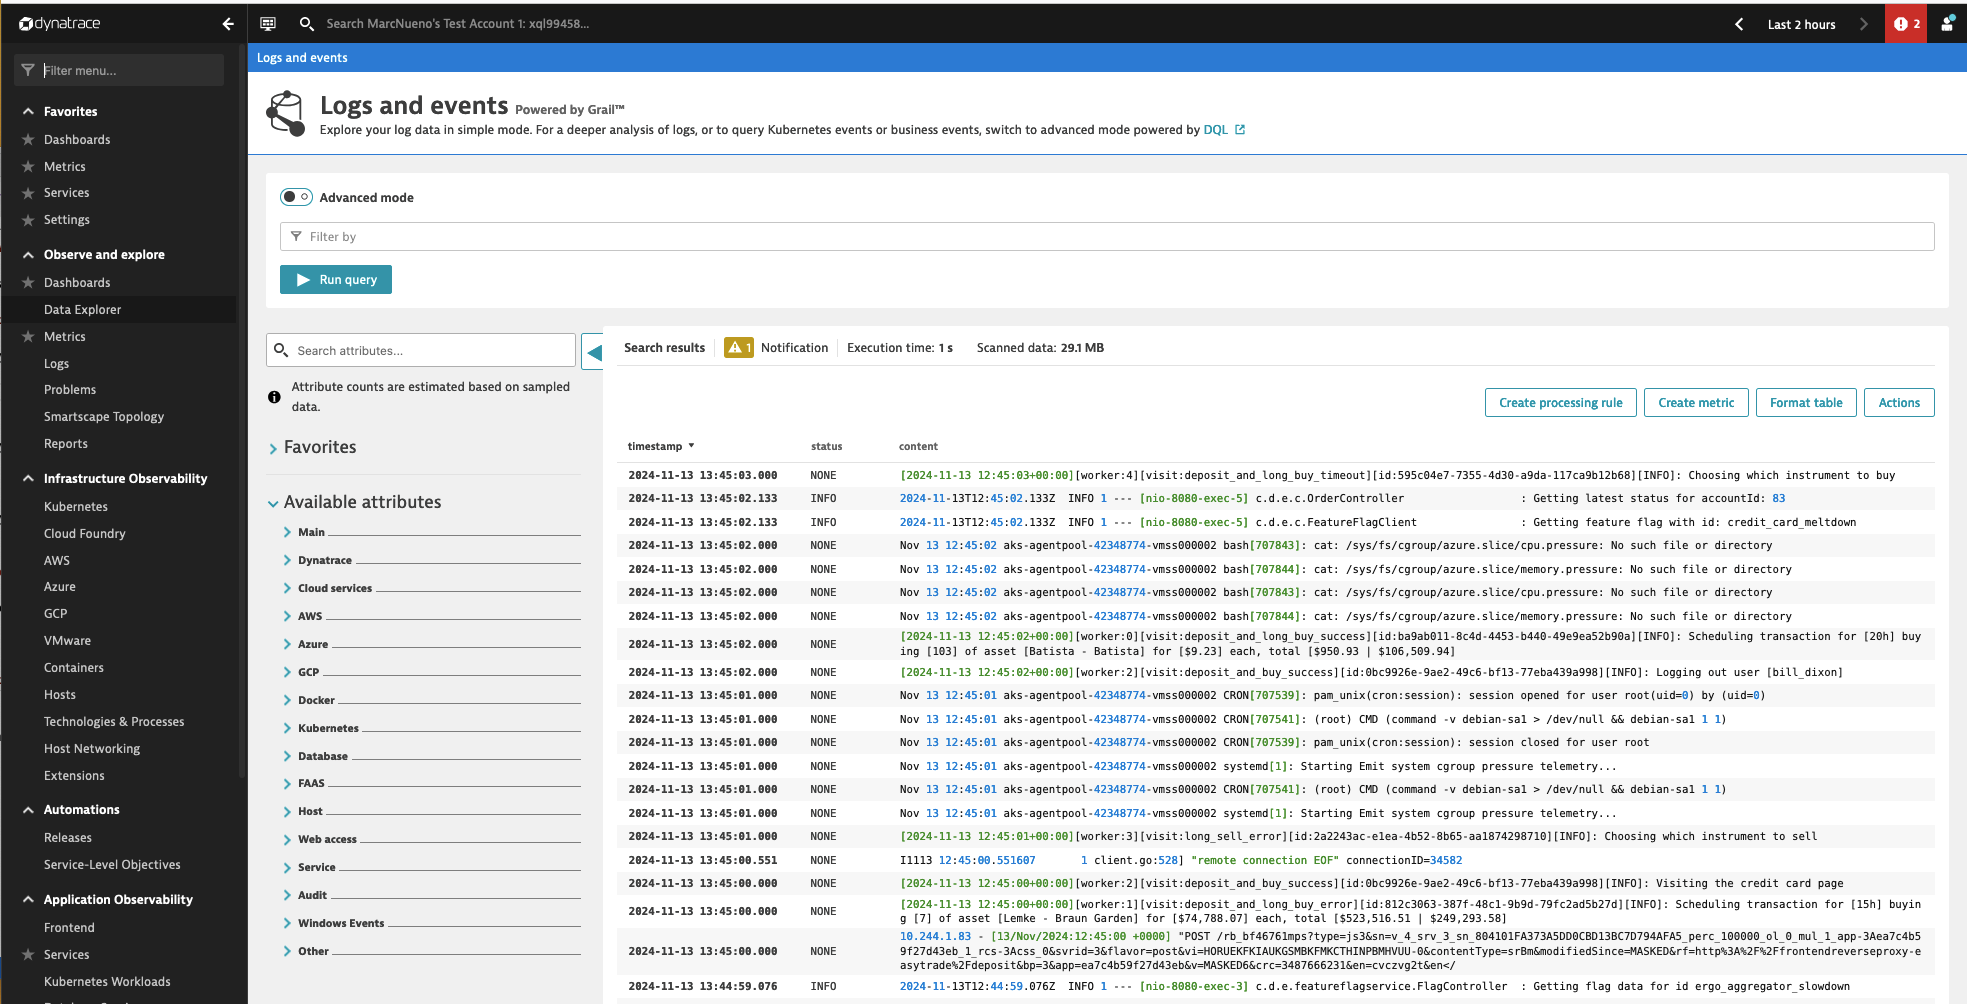 dynatrace
Search MarcNueno's Test Account 1: xql99458...
Last 2 hours
2
Filter menu...
Favorites
Dashboards
Metrics
Services
Settings
Observe and explore
Dashboards
Data Explorer
Metrics
Logs
Problems
Smartscape Topology
Reports
Infrastructure Observability
Kubernetes
Cloud Foundry
AWS
Azure
GCP
VMware
Containers
Hosts
Technologies & Processes
Host Networking
Extensions
Automations
Releases
Service-Level Objectives
Application Observability
Frontend
Services
Kubernetes Workloads
Logs and events
Logs and events Powered by Grail™
Explore your log data in simple mode. For a deeper analysis of logs, or to query Kubernetes events or business events, switch to advanced mode powered by DQL
Advanced mode
Filter by
Run query
Search attributes...
Attribute counts are estimated based on sampled
data.
Favorites
Available attributes
Main
Dynatrace
Cloud services
AWS
Azure
GCP
Docker
Kubernetes
Database
FAAS
Host
Web access
Service
Audit
Windows Events
Other
Search results 1 Notification Execution time: 1 s Scanned data: 29.1 MB
Create processing rule Create metric Format table Actions
timestamp status content
2024-11-13 13:45:03.000 NONE [2024-11-13 12:45:03+00:00][worker:4][visit:deposit_and_long_buy_timeout][id:595c04e7-7355-4d30-a9da-117ca9b12b68][INFO]: Choosing which instrument to buy
2024-11-13 13:45:02.133 INFO 2024-11-13T12:45:02.133Z INFO 1 --- [nio-8080-exec-5] c.d.e.c.OrderController : Getting latest status for accountId: 83
2024-11-13 13:45:02.133 INFO 2024-11-13T12:45:02.133Z INFO 1 --- [nio-8080-exec-5] c.d.e.c.FeatureFlagClient : Getting feature flag with id: credit_card_meltdown
2024-11-13 13:45:02.000 NONE Nov 13 12:45:02 aks-agentpool-42348774-vmss000002 bash[707843]: cat: /sys/fs/cgroup/azure.slice/cpu.pressure: No such file or directory
2024-11-13 13:45:02.000 NONE Nov 13 12:45:02 aks-agentpool-42348774-vmss000002 bash[707844]: cat: /sys/fs/cgroup/azure.slice/memory.pressure: No such file or directory
2024-11-13 13:45:02.000 NONE Nov 13 12:45:02 aks-agentpool-42348774-vmss000002 bash[707843]: cat: /sys/fs/cgroup/azure.slice/cpu.pressure: No such file or directory
2024-11-13 13:45:02.000 NONE Nov 13 12:45:02 aks-agentpool-42348774-vmss000002 bash[707844]: cat: /sys/fs/cgroup/azure.slice/memory.pressure: No such file or directory
2024-11-13 13:45:02.000 NONE [2024-11-13 12:45:02+00:00][worker:0][visit:deposit_and_long_buy_success][id:ba9ab011-8c4d-4453-b440-49e9ea52b90a][INFO]: Scheduling transaction for [20h] buy
ing [103] of asset [Batista - Batista] for [$9.23] each, total [$950.93 | $106,509.94]
2024-11-13 13:45:02.000 NONE [2024-11-13 12:45:02+00:00][worker:2][visit:deposit_and_buy_success][id:0bc9926e-9ae2-49c6-bf13-77eba439a998][INFO]: Logging out user [bill_dixon]
2024-11-13 13:45:01.000 NONE Nov 13 12:45:01 aks-agentpool-42348774-vmss000002 CRON[707539]: pam_unix(cron:session): session opened for user root(uid=0) by (uid=0)
2024-11-13 13:45:01.000 NONE Nov 13 12:45:01 aks-agentpool-42348774-vmss000002 CRON[707541]: (root) CMD (command -v debian-sa1 > /dev/null && debian-sa1 1 1)
2024-11-13 13:45:01.000 NONE Nov 13 12:45:01 aks-agentpool-42348774-vmss000002 CRON[707539]: pam_unix(cron:session): session closed for user root
2024-11-13 13:45:01.000 NONE Nov 13 12:45:01 aks-agentpool-42348774-vmss000002 systemd[1]: Starting Emit system cgroup pressure telemetry...
2024-11-13 13:45:01.000 NONE Nov 13 12:45:01 aks-agentpool-42348774-vmss000002 CRON[707541]: (root) CMD (command -v debian-sa1 > /dev/null && debian-sa1 1 1)
2024-11-13 13:45:01.000 NONE Nov 13 12:45:01 aks-agentpool-42348774-vmss000002 systemd[1]: Starting Emit system cgroup pressure telemetry...
2024-11-13 13:45:01.000 NONE [2024-11-13 12:45:01+00:00][worker:3][visit:long_sell_error][id:2a2243ac-e1ea-4b52-8b65-aa1874298710][INFO]: Choosing which instrument to sell
2024-11-13 13:45:00.551 NONE I1113 12:45:00.551607 1 client.go:528] "remote connection EOF" connectionID=34582
2024-11-13 13:45:00.000 NONE [2024-11-13 12:45:00+00:00][worker:2][visit:deposit_and_buy_success][id:0bc9926e-9ae2-49c6-bf13-77eba439a998][INFO]: Visiting the credit card page
2024-11-13 13:45:00.000 NONE [2024-11-13 12:45:00+00:00][worker:1][visit:deposit_and_long_buy_error][id:812c3063-387f-48c1-9b9d-79fc2ad5b27d][INFO]: Scheduling transaction for [15h] buyin
g [7] of asset [Lemke - Braun Garden] for [$74,788.07] each, total [$523,516.51 | $249,293.58]
2024-11-13 13:45:00.000 NONE 10.244.1.83 - [13/Nov/2024:12:45:00 +0000] "POST /rb_bf46761mps?type=js3&sn=v_4_srv_3_sn_804101FA373A5DD0CBD13BC7D794AFA5_perc_100000_ol_0_mul_1_app-3Aea7c4b5
9f27d43eb_1_rcs-3Acss_0&svrid=3&flavor=post&vi=HORUEKFKIAUKGSMBKFMKCTHINPBMHVUU-0&contentType=srBm&modifiedSince=MASKED&rf=http%3A%2F%2Ffrontendreverseproxy-e
asytrade%2Fdeposit&bp=3&app=ea7c4b59f27d43eb&v=MASKED6&crc=3487666231&en=cvczvg2t&en</
2024-11-13 13:44:59.076 INFO 2024-11-13T12:44:59.076Z INFO 1 --- [nio-8080-exec-3] c.d.e.featureflagservice.FlagController : Getting flag data for id ergo_aggregator_slowdown